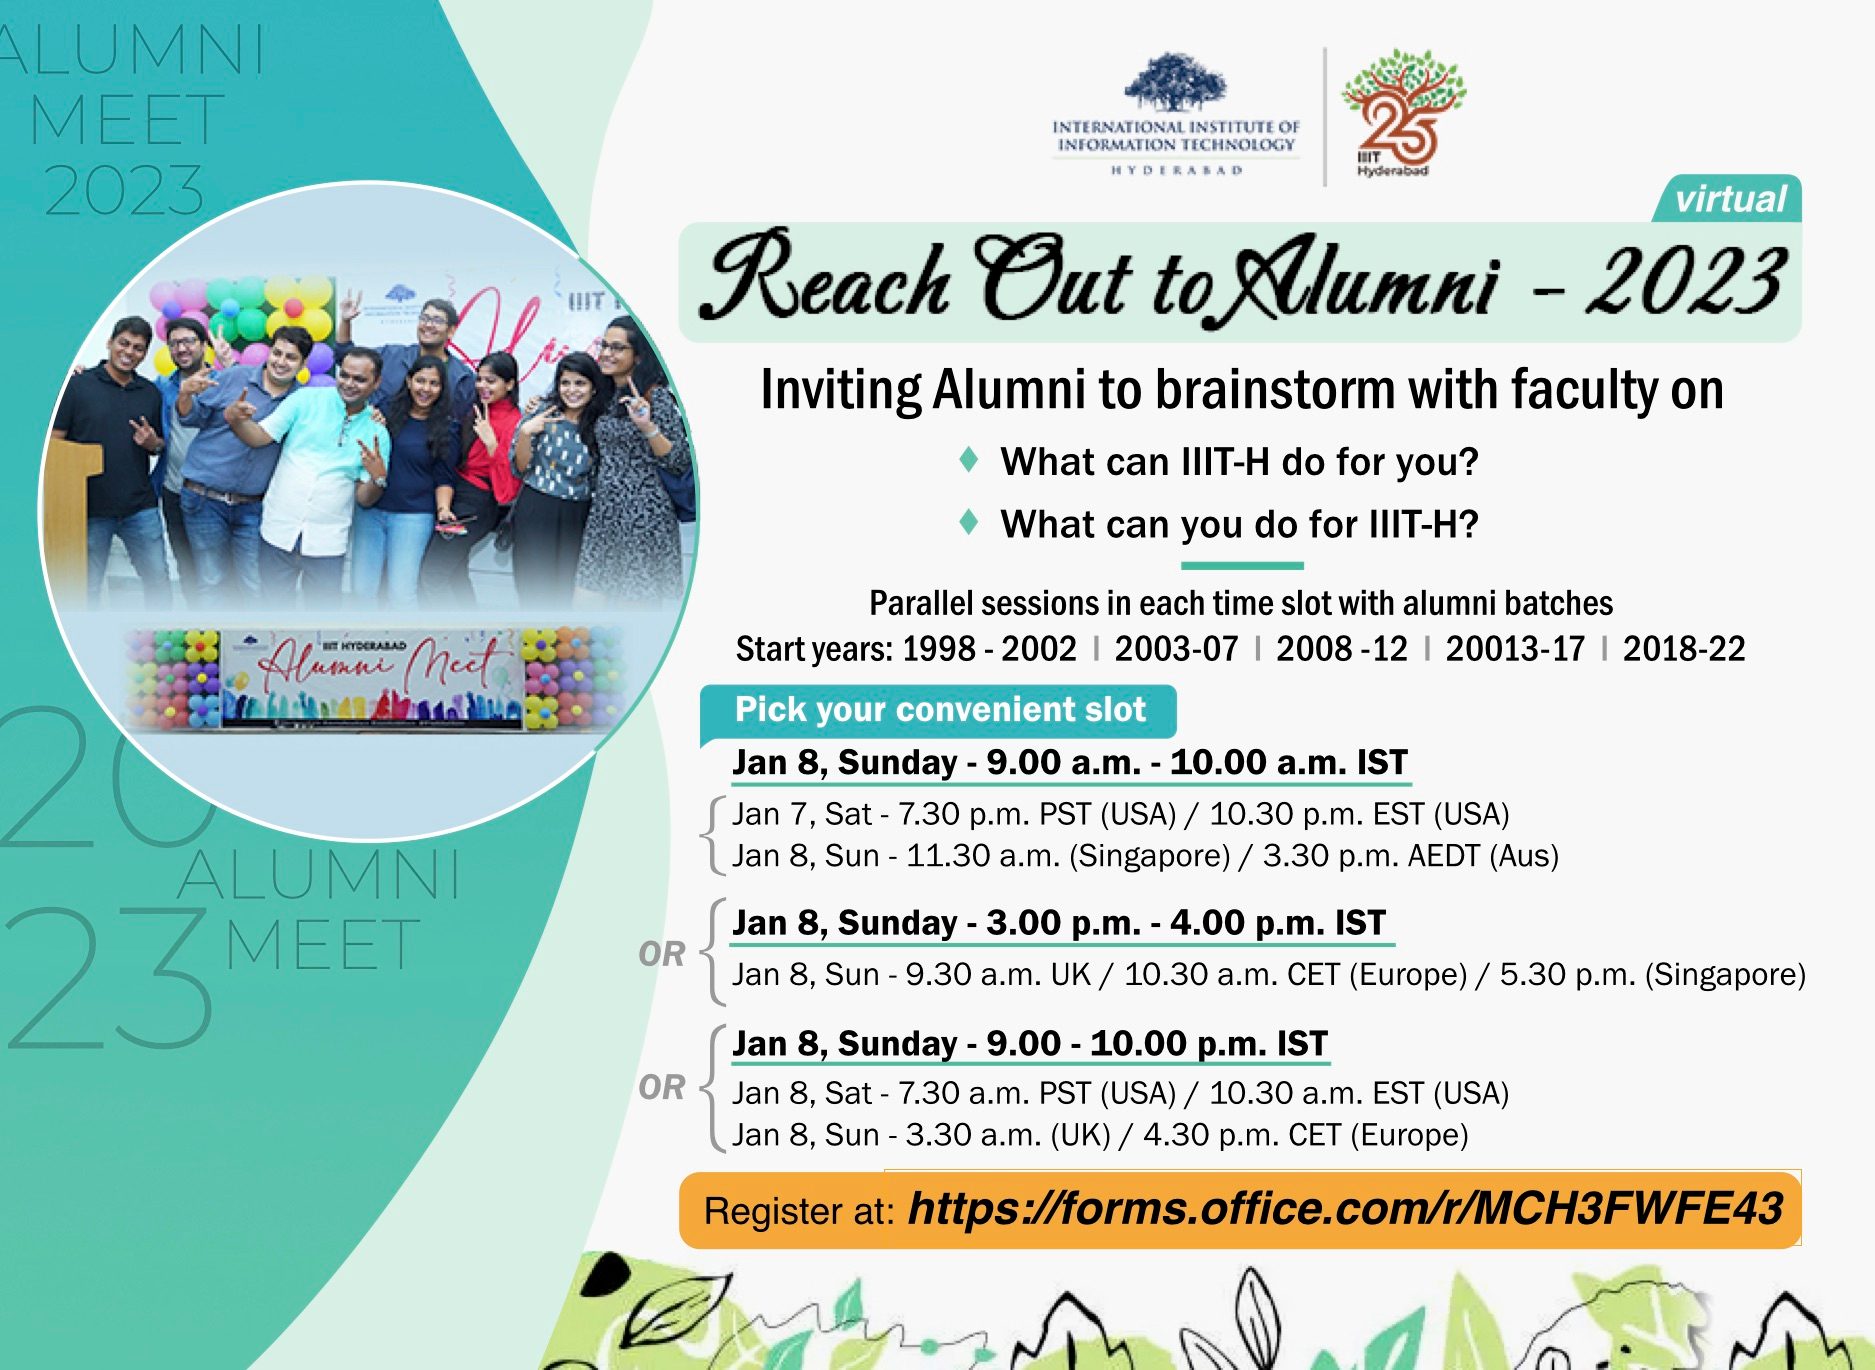 ALUMNI
MEET
2023
INTERNATIONAL INSTITUTE OF
INFORMATION TECHNOLOGY
HYDERABAD
25
IIIT
Hyderabad
virtual
Reach Out to Alumni - 2023
Inviting Alumni to brainstorm with faculty on
What can IIIT-H do for you?
What can you do for IIIT-H?
Parallel sessions in each time slot with alumni batches
Start years: 1998 - 2002 | 2003-07 | 2008 -12 | 20013-17 | 2018-22
Pick your convenient slot
Jan 8, Sunday - 9.00 a.m. - 10.00 a.m. IST
Jan 7, Sat - 7.30 p.m. PST (USA) / 10.30 p.m. EST (USA)
Jan 8, Sun - 11.30 a.m. (Singapore) / 3.30 p.m. AEDT (Aus)
OR
Jan 8, Sunday - 3.00 p.m. - 4.00 p.m. IST
Jan 8, Sun - 9.30 a.m. UK / 10.30 a.m. CET (Europe) / 5.30 p.m. (Singapore)
OR
Jan 8, Sunday - 9.00 - 10.00 p.m. IST
Jan 8, Sat - 7.30 a.m. PST (USA) / 10.30 a.m. EST (USA)
Jan 8, Sun - 3.30 a.m. (UK) / 4.30 p.m. CET (Europe)
Register at: https://forms.office.com/r/MCH3FWFE43
IIIT
IIIT HYDERABAD
Alumni Meet
20
23
ALUMNI
MEET